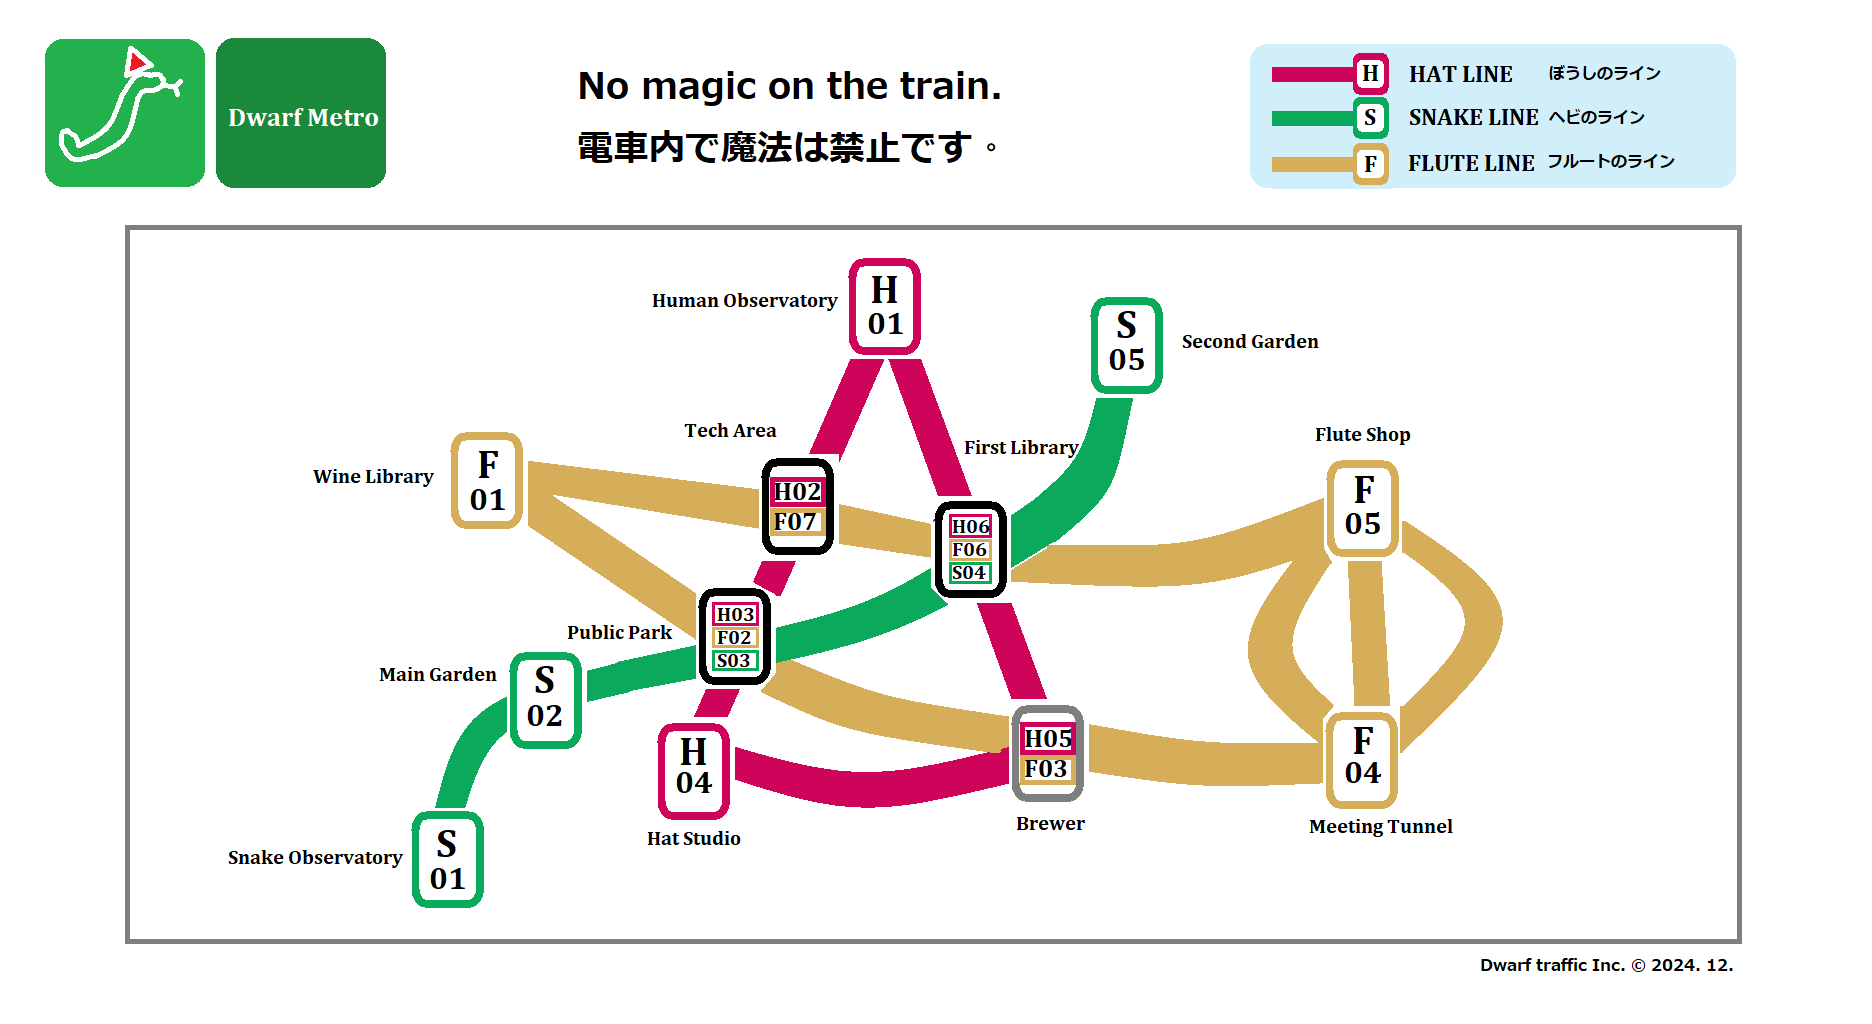 Dwarf Metro
No magic on the train.
電車内で魔法は禁止です。
H HAT LINE ぼうしのライン
S SNAKE LINE ヘビのライン
F FLUTE LINE フルートのライン
Human Observatory
H
01
S
05
Second Garden
Tech Area
First Library
Flute Shop
Wine Library
F
01
H02
F07
H06
F06
S04
F
05
Public Park
H03
F02
S03
Main Garden
S
02
H
04
Hat Studio
H05
F03
Brewer
F
04
Meeting Tunnel
Snake Observatory
S
01
Dwarf traffic Inc. © 2024. 12.